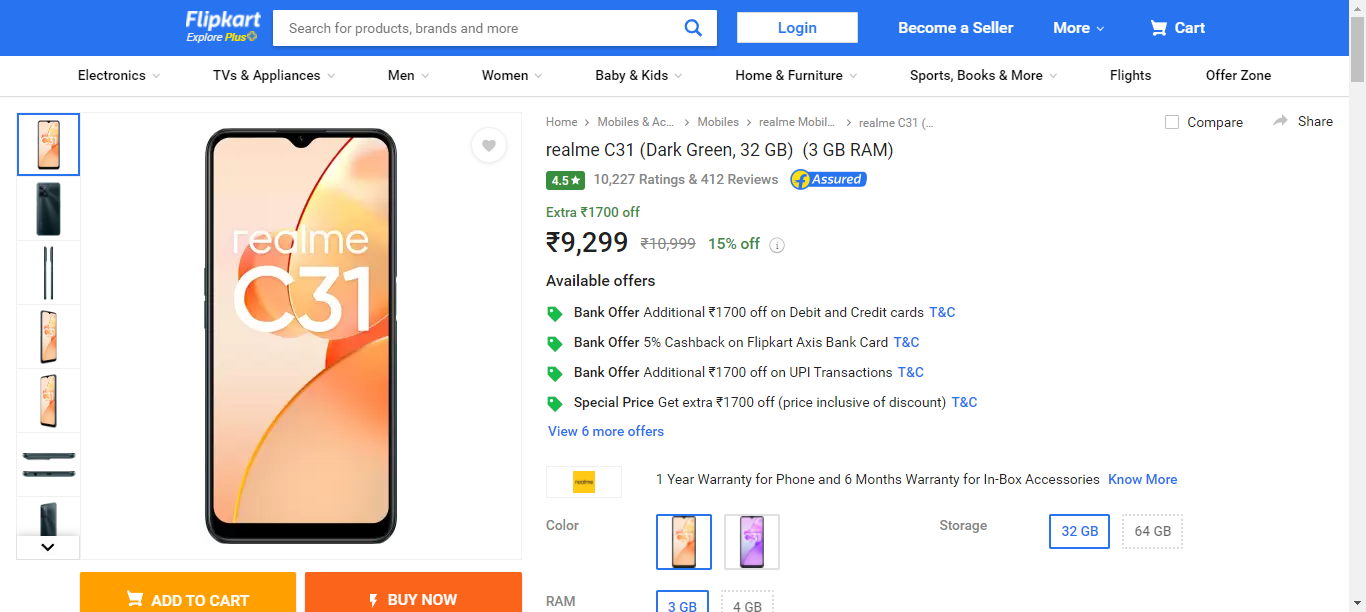 Flipkart
Explore Plus
Search for products, brands and more
Login
Become a Seller
More
Cart
Electronics
TVs & Appliances
Men
Women
Baby & Kids
Home & Furniture
Sports, Books & More
Flights
Offer Zone
Home
Mobiles & Ac...
Mobiles
realme Mobil...
realme C31 (...
Compare
Share
realme C31 (Dark Green, 32 GB) (3 GB RAM)
4.5★ 10,227 Ratings & 412 Reviews Assured
Extra ₹1700 off
₹9,299 ₹10,999 15% off
Available offers
Bank Offer Additional ₹1700 off on Debit and Credit cards T&C
Bank Offer 5% Cashback on Flipkart Axis Bank Card T&C
Bank Offer Additional ₹1700 off on UPI Transactions T&C
Special Price Get extra ₹1700 off (price inclusive of discount) T&C
View 6 more offers
realme
1 Year Warranty for Phone and 6 Months Warranty for In-Box Accessories Know More
Color
Storage
32 GB
64 GB
RAM
3 GB
4 GB
realme
C31
ADD TO CART
BUY NOW